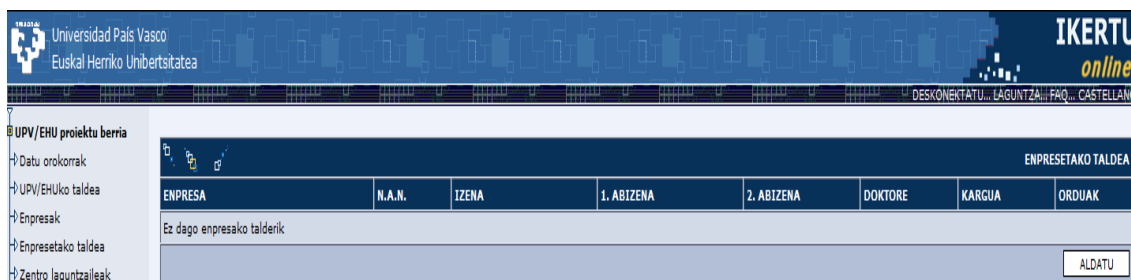 Universidad País Vasco
Euskal Herriko Unibertsitatea
IKERTU
online
DESKONEKTATU... LAGUNTZA... FAQ... CASTELLANO
UPV/EHU proiektu berria
Datu orokorrak
UPV/EHUko taldea
Enpresak
Enpresetako taldea
Zentro laguntzaileak
ENPRESETAKO TALDEA
ENPRESA N.A.N. IZENA 1. ABIZENA 2. ABIZENA DOKTORE KARGUA ORDUAK
Ez dago enpresako talderik
ALDATU